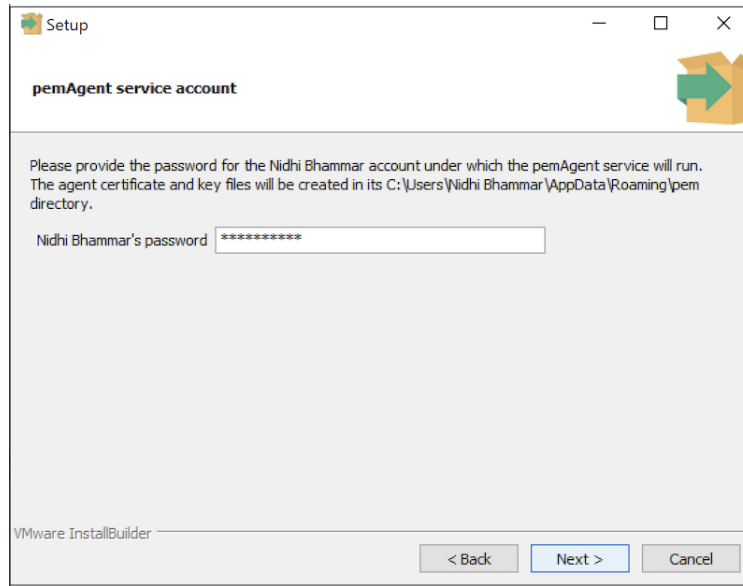 Setup
pemAgent service account
Please provide the password for the Nidhi Bhammar account under which the pemAgent service will run.
The agent certificate and key files will be created in its C:\Users\Nidhi Bhammar\AppData\Roaming\pem
directory.
Nidhi Bhammar's password **********
VMware InstallBuilder
< Back Next > Cancel